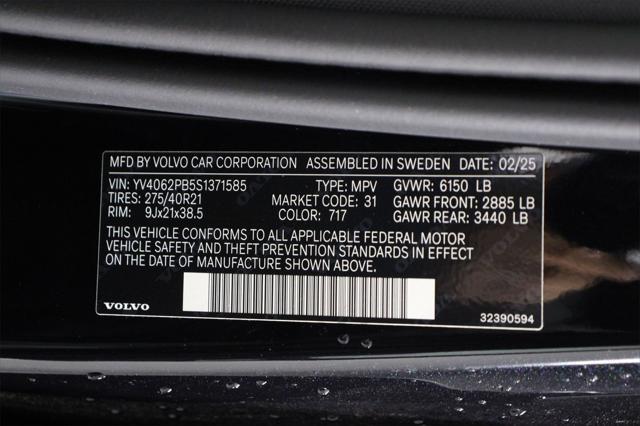 MFD BY VOLVO CAR CORPORATION ASSEMBLED IN SWEDEN DATE: 02/25
VIN: YV4062PB5S1371585 TYPE: MPV GVWR: 6150 LB
TIRES: 275/40R21 MARKET CODE: 31 GAWR FRONT: 2885 LB
RIM: 9Jx21x38.5 COLOR: 717 GAWR REAR: 3440 LB
THIS VEHICLE CONFORMS TO ALL APPLICABLE FEDERAL MOTOR
VEHICLE SAFETY AND THEFT PREVENTION STANDARDS IN EFFECT
ON THE DATE OF MANUFACTURE SHOWN ABOVE.
VOLVO 32390594